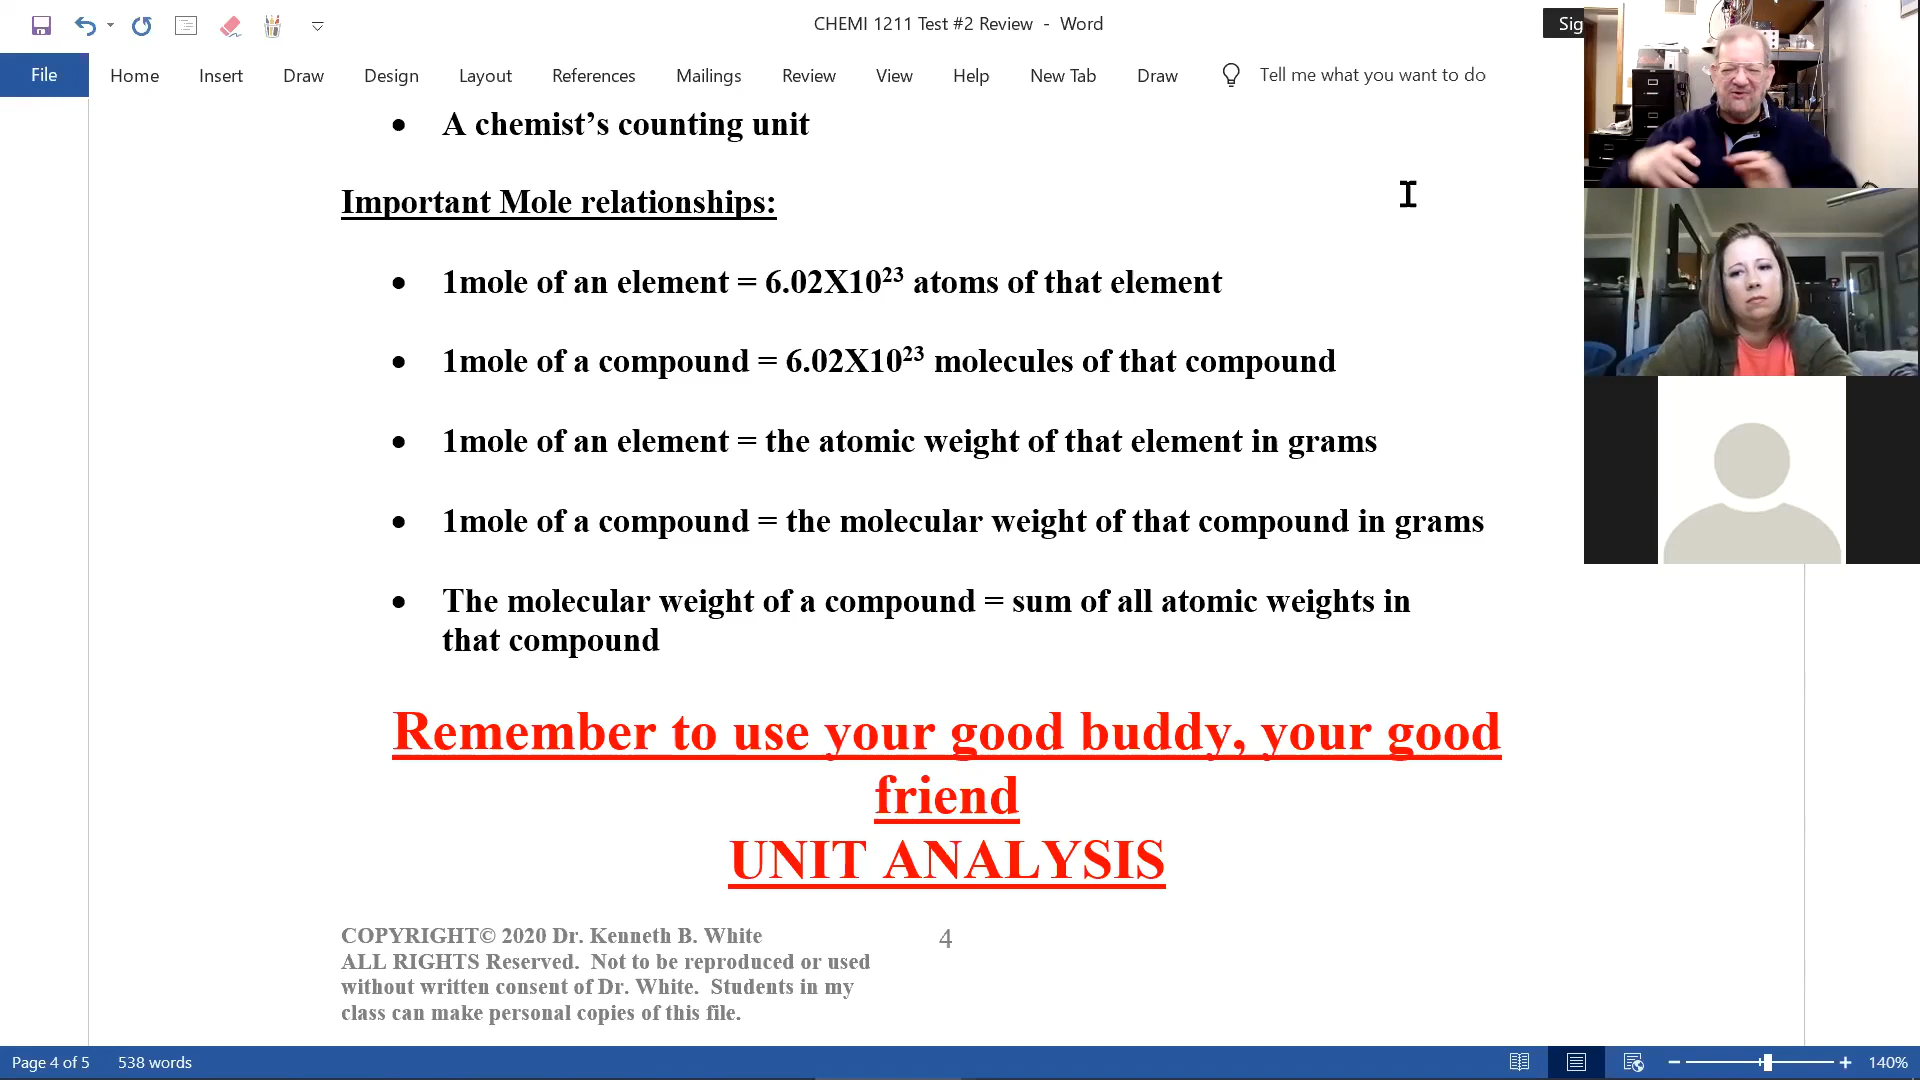 CHEMI 1211 Test #2 Review - Word
Sig
File Home Insert Draw Design Layout References Mailings Review View Help New Tab Draw Tell me what you want to do
• A chemist’s counting unit
Important Mole relationships:
• 1mole of an element = 6.02X10²³ atoms of that element
• 1mole of a compound = 6.02X10²³ molecules of that compound
• 1mole of an element = the atomic weight of that element in grams
• 1mole of a compound = the molecular weight of that compound in grams
• The molecular weight of a compound = sum of all atomic weights in
that compound
Remember to use your good buddy, your good
friend
UNIT ANALYSIS
COPYRIGHT© 2020 Dr. Kenneth B. White
4
ALL RIGHTS Reserved. Not to be reproduced or used
without written consent of Dr. White. Students in my
class can make personal copies of this file.
Page 4 of 5 538 words 140%